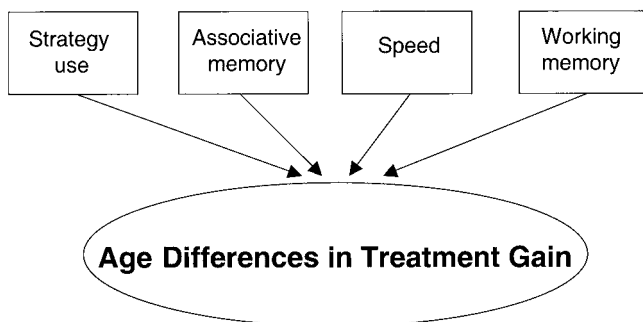 Strategy
use
Associative
memory
Speed
Working
memory
Age Differences in Treatment Gain